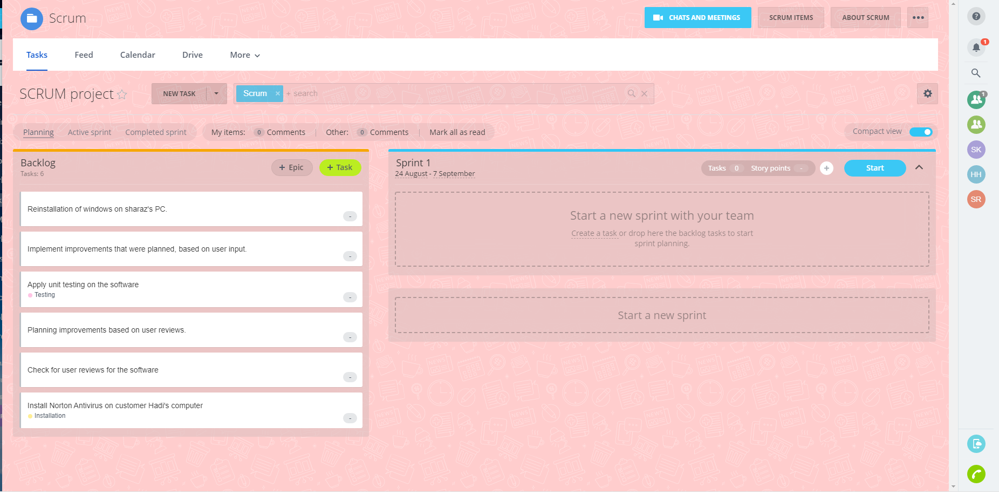 Scrum
CHATS AND MEETINGS
SCRUM ITEMS
ABOUT SCRUM
Tasks Feed Calendar Drive More
SCRUM project
NEW TASK
Scrum × + search
Planning Active sprint Completed sprint
My items: 0 Comments Other: 0 Comments Mark all as read
Compact view
Backlog
Tasks: 6
+ Epic
+ Task
Reinstallation of windows on sharaz's PC.
-
Implement improvements that were planned, based on user input.
-
Apply unit testing on the software
Testing
-
Planning improvements based on user reviews.
-
Check for user reviews for the software
-
Install Norton Antivirus on customer Hadi's computer
Installation
-
Sprint 1
24 August - 7 September
Tasks 0 Story points -
+
Start
Start a new sprint with your team
Create a task or drop here the backlog tasks to start
sprint planning.
Start a new sprint
?
1
1
SK
HH
SR